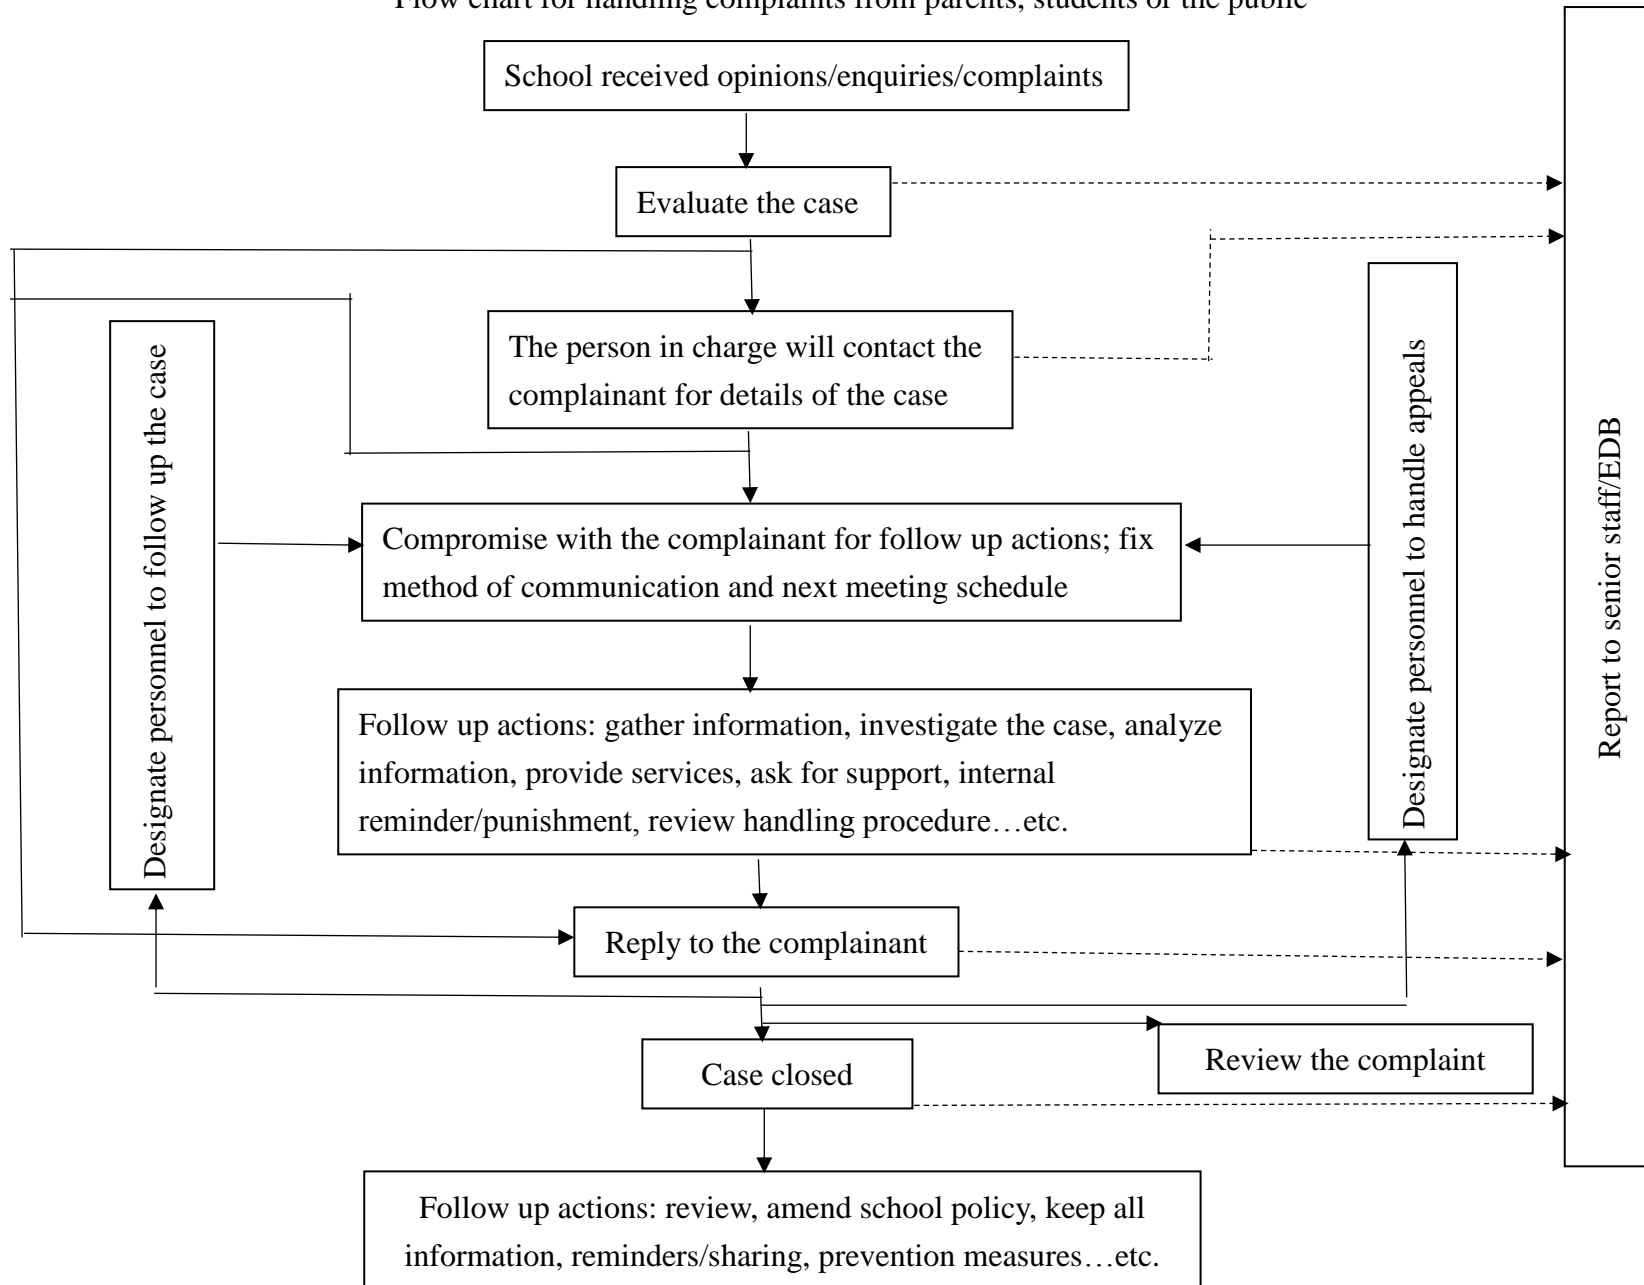 Flow chart for handling complaints from parents, students or the public
School received opinions/enquiries/complaints
Evaluate the case
The person in charge will contact the
complainant for details of the case
Designate personnel to follow up the case
Compromise with the complainant for follow up actions; fix
method of communication and next meeting schedule
Designate personnel to handle appeals
Report to senior staff/EDB
Follow up actions: gather information, investigate the case, analyze
information, provide services, ask for support, internal
reminder/punishment, review handling procedure…etc.
Reply to the complainant
Review the complaint
Case closed
Follow up actions: review, amend school policy, keep all
information, reminders/sharing, prevention measures…etc.